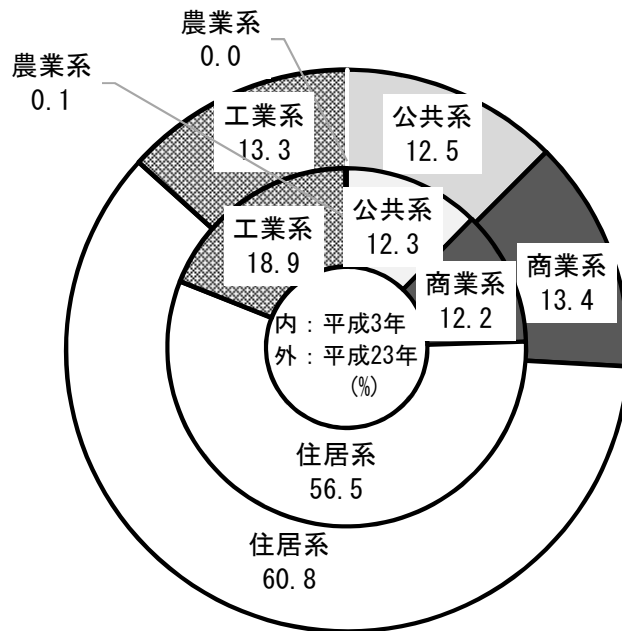 農業系
0.0
農業系
0.1
工業系
13.3
公共系
12.5
工業系
18.9
公共系
12.3
商業系
13.4
商業系
12.2
内：平成3年
外：平成23年
(%)
住居系
56.5
住居系
60.8